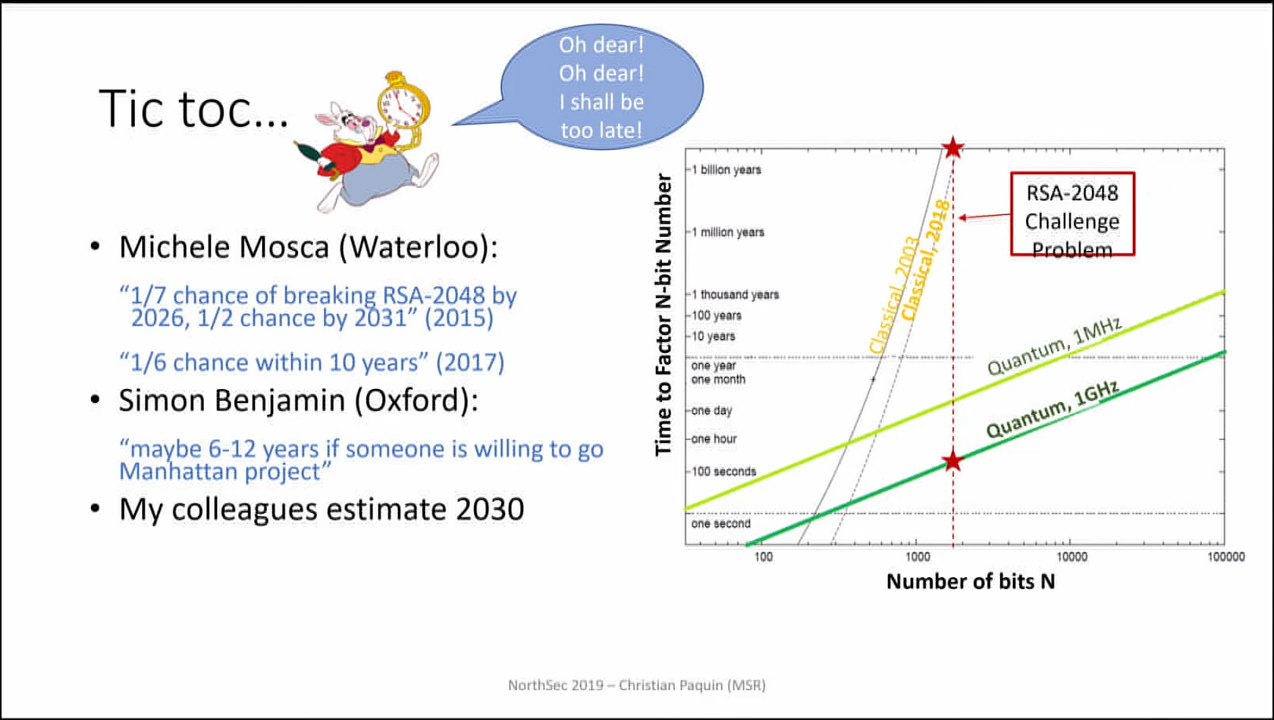 Tic toc...
Oh dear!
Oh dear!
I shall be
too late!
• Michele Mosca (Waterloo):
“1/7 chance of breaking RSA-2048 by
2026, 1/2 chance by 2031” (2015)
“1/6 chance within 10 years” (2017)
• Simon Benjamin (Oxford):
“maybe 6-12 years if someone is willing to go
Manhattan project”
• My colleagues estimate 2030
Time to Factor N-bit Number
1 billion years
1 million years
1 thousand years
100 years
10 years
one year
one month
one day
one hour
100 seconds
one second
Classical, 2003
Classical, 2018
RSA-2048
Challenge
Problem
Quantum, 1MHz
Quantum, 1GHz
100
1000
10000
100000
Number of bits N
NorthSec 2019 – Christian Paquin (MSR)